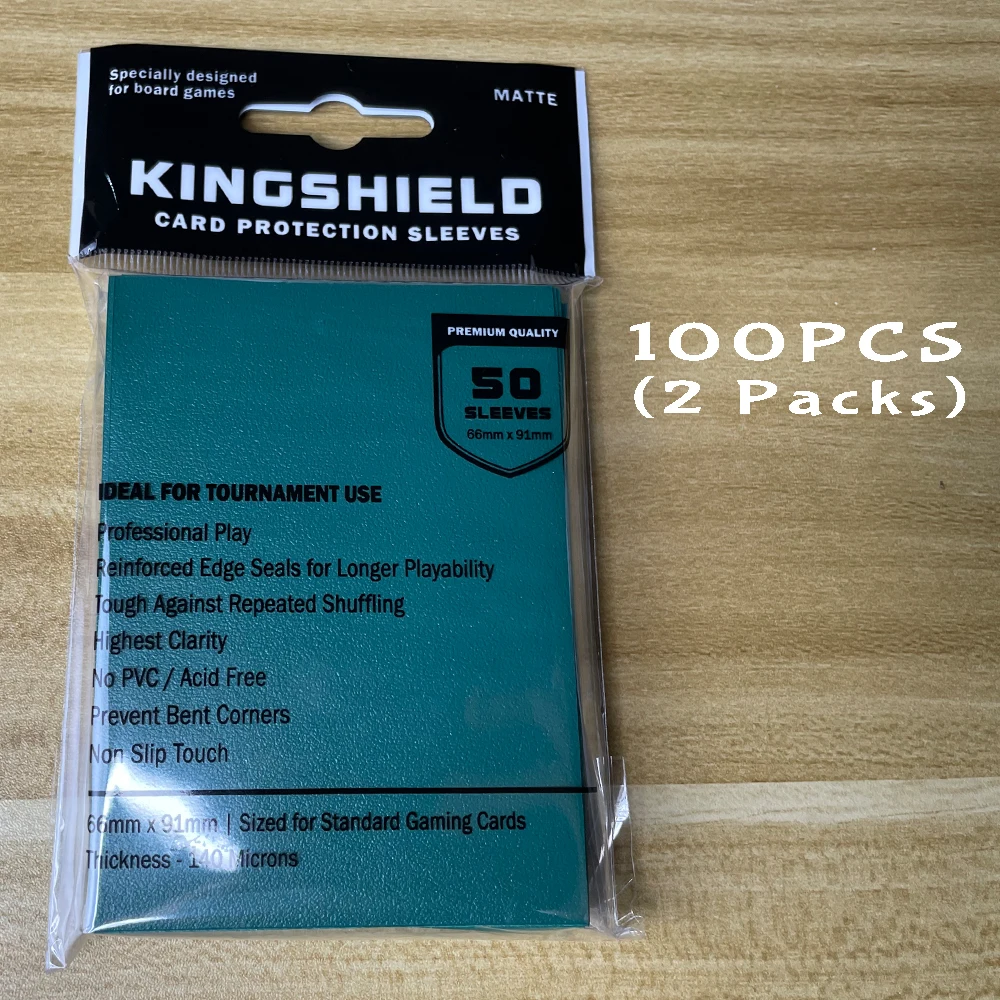 Specially designed
for board games
MATTE
KINGSHIELD
CARD PROTECTION SLEEVES
PREMIUM QUALITY
50
SLEEVES
66mm x 91mm
100PCS
(2 Packs)
IDEAL FOR TOURNAMENT USE
Professional Play
Reinforced Edge Seals for Longer Playability
Tough Against Repeated Shuffling
Highest Clarity
No PVC / Acid Free
Prevent Bent Corners
Non Slip Touch
66mm x 91mm | Sized for Standard Gaming Cards
Thickness - 140 Microns